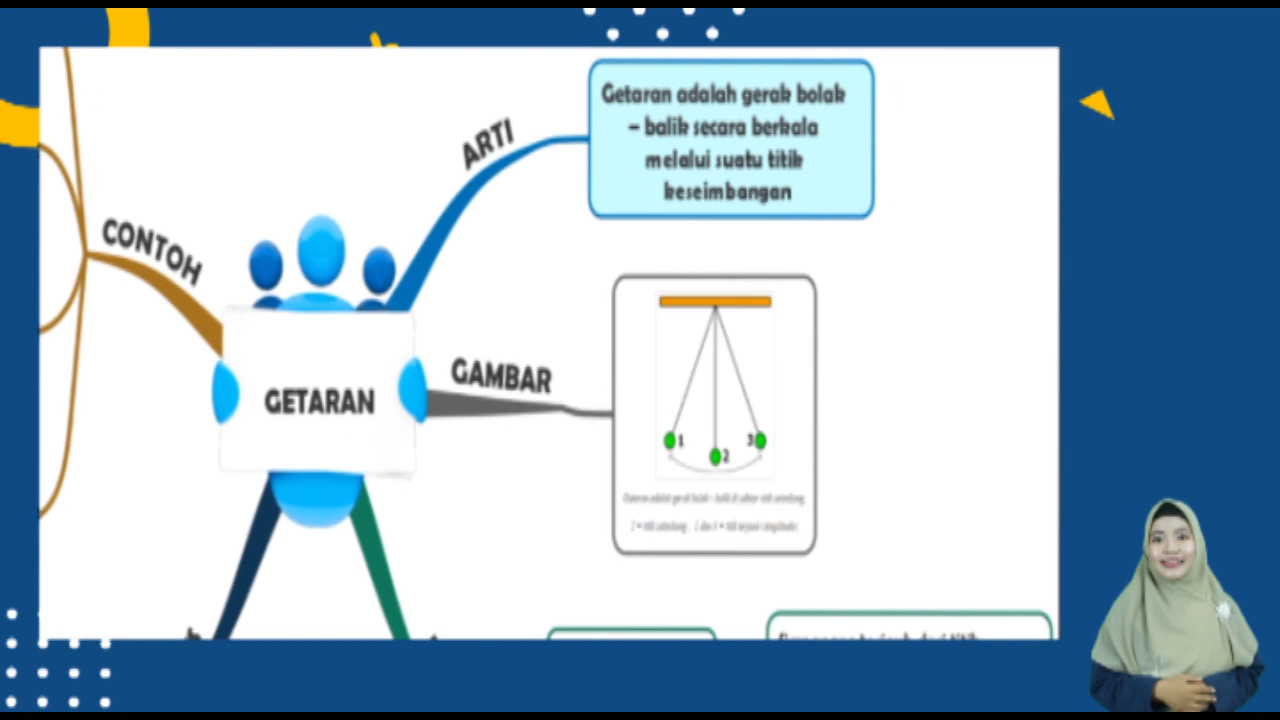 ARTI
Getaran adalah gerak bolak
– balik secara berkala
melalui suatu titik
keseimbangan
CONTOH
GETARAN
GAMBAR
1
2
3